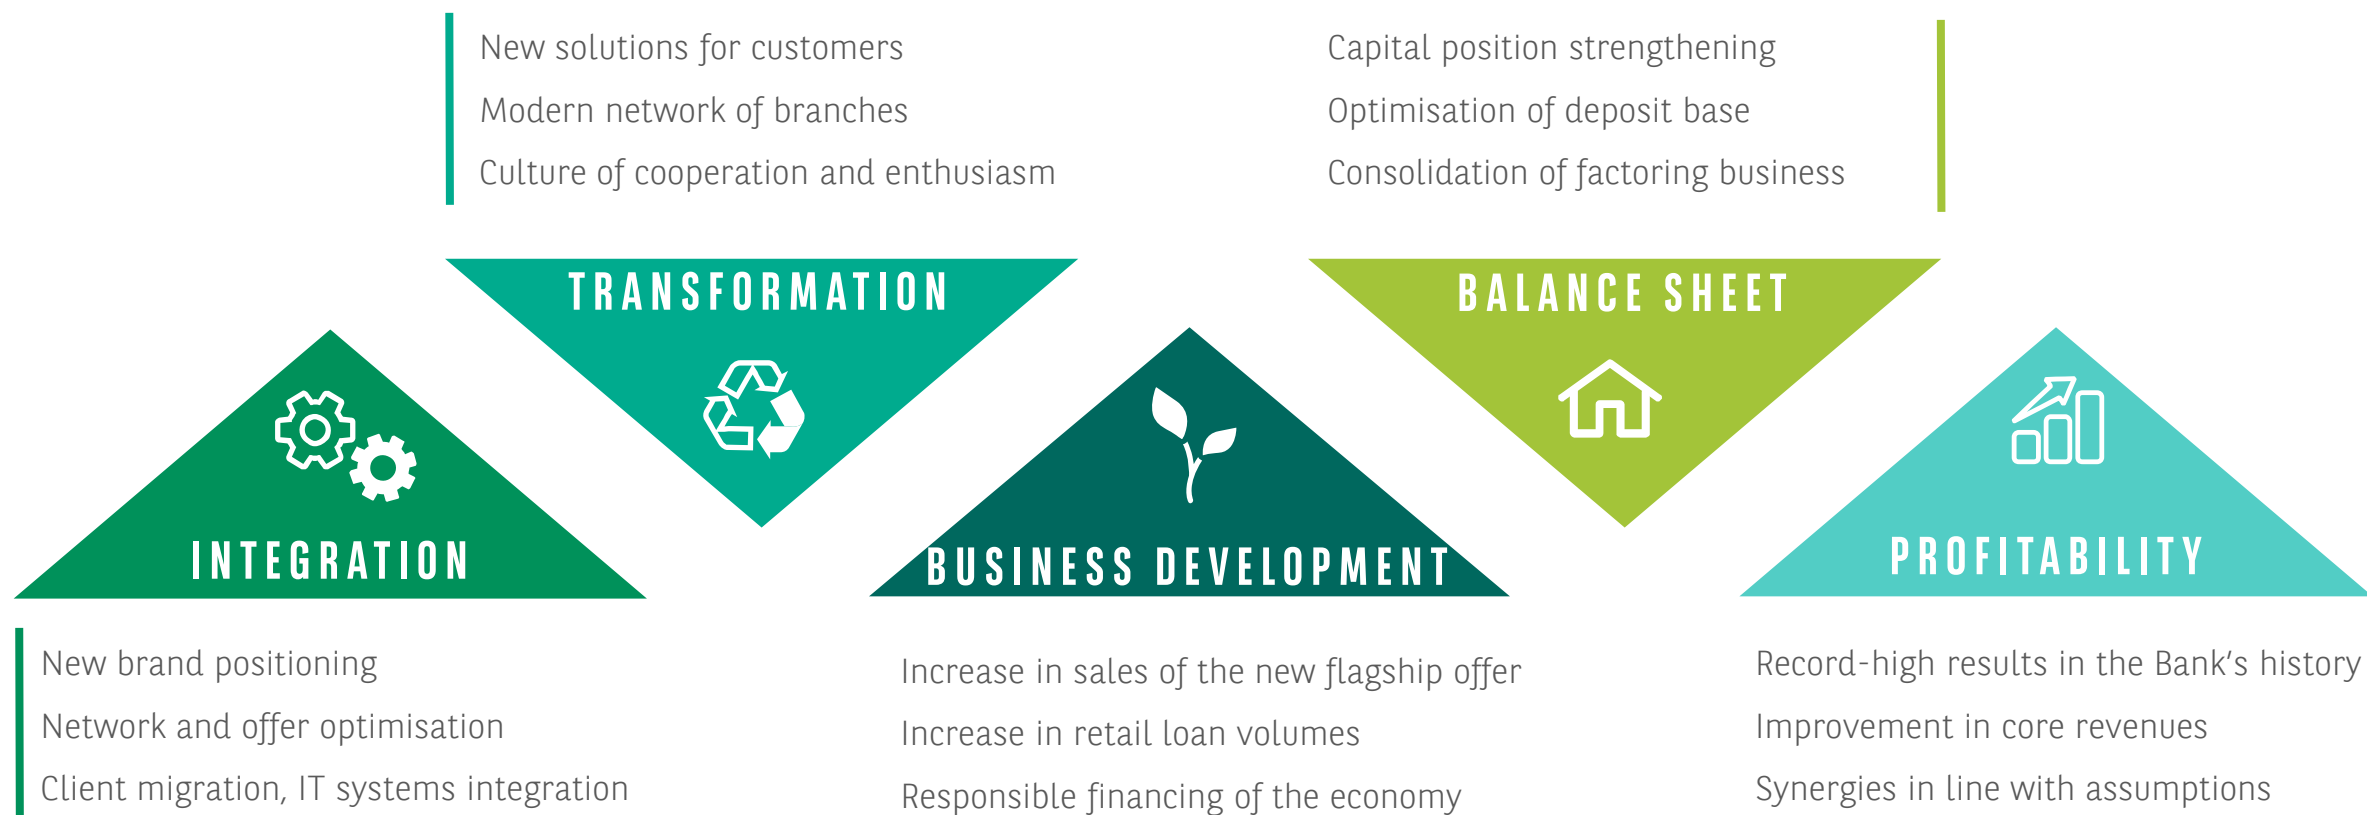 New solutions for customers
Modern network of branches
Culture of cooperation and enthusiasm
Capital position strengthening
Optimisation of deposit base
Consolidation of factoring business
TRANSFORMATION
BALANCE SHEET
INTEGRATION
BUSINESS DEVELOPMENT
PROFITABILITY
New brand positioning
Network and offer optimisation
Client migration, IT systems integration
Increase in sales of the new flagship offer
Increase in retail loan volumes
Responsible financing of the economy
Record-high results in the Bank’s history
Improvement in core revenues
Synergies in line with assumptions